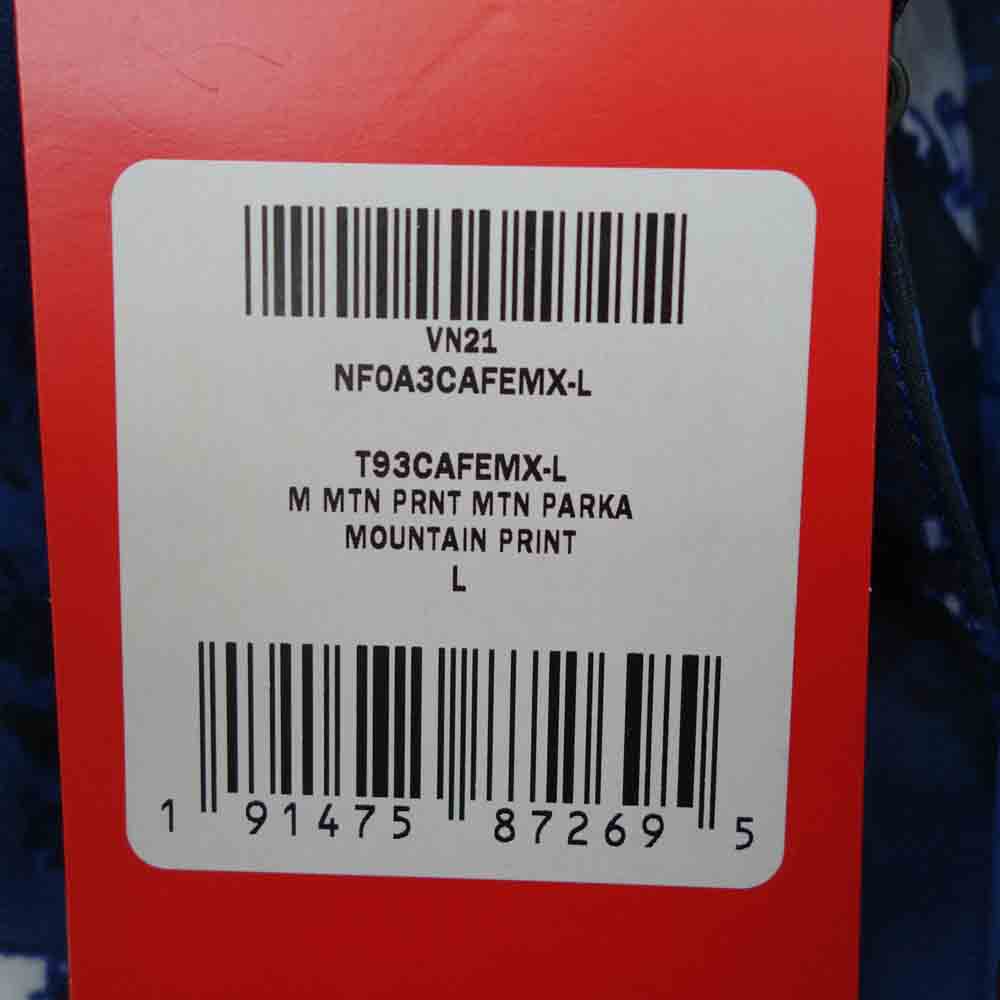 VN21
NF0A3CAFEMX-L
T93CAFEMX-L
M MTN PRNT MTN PARKA
MOUNTAIN PRINT
L
1 91475 87269 5